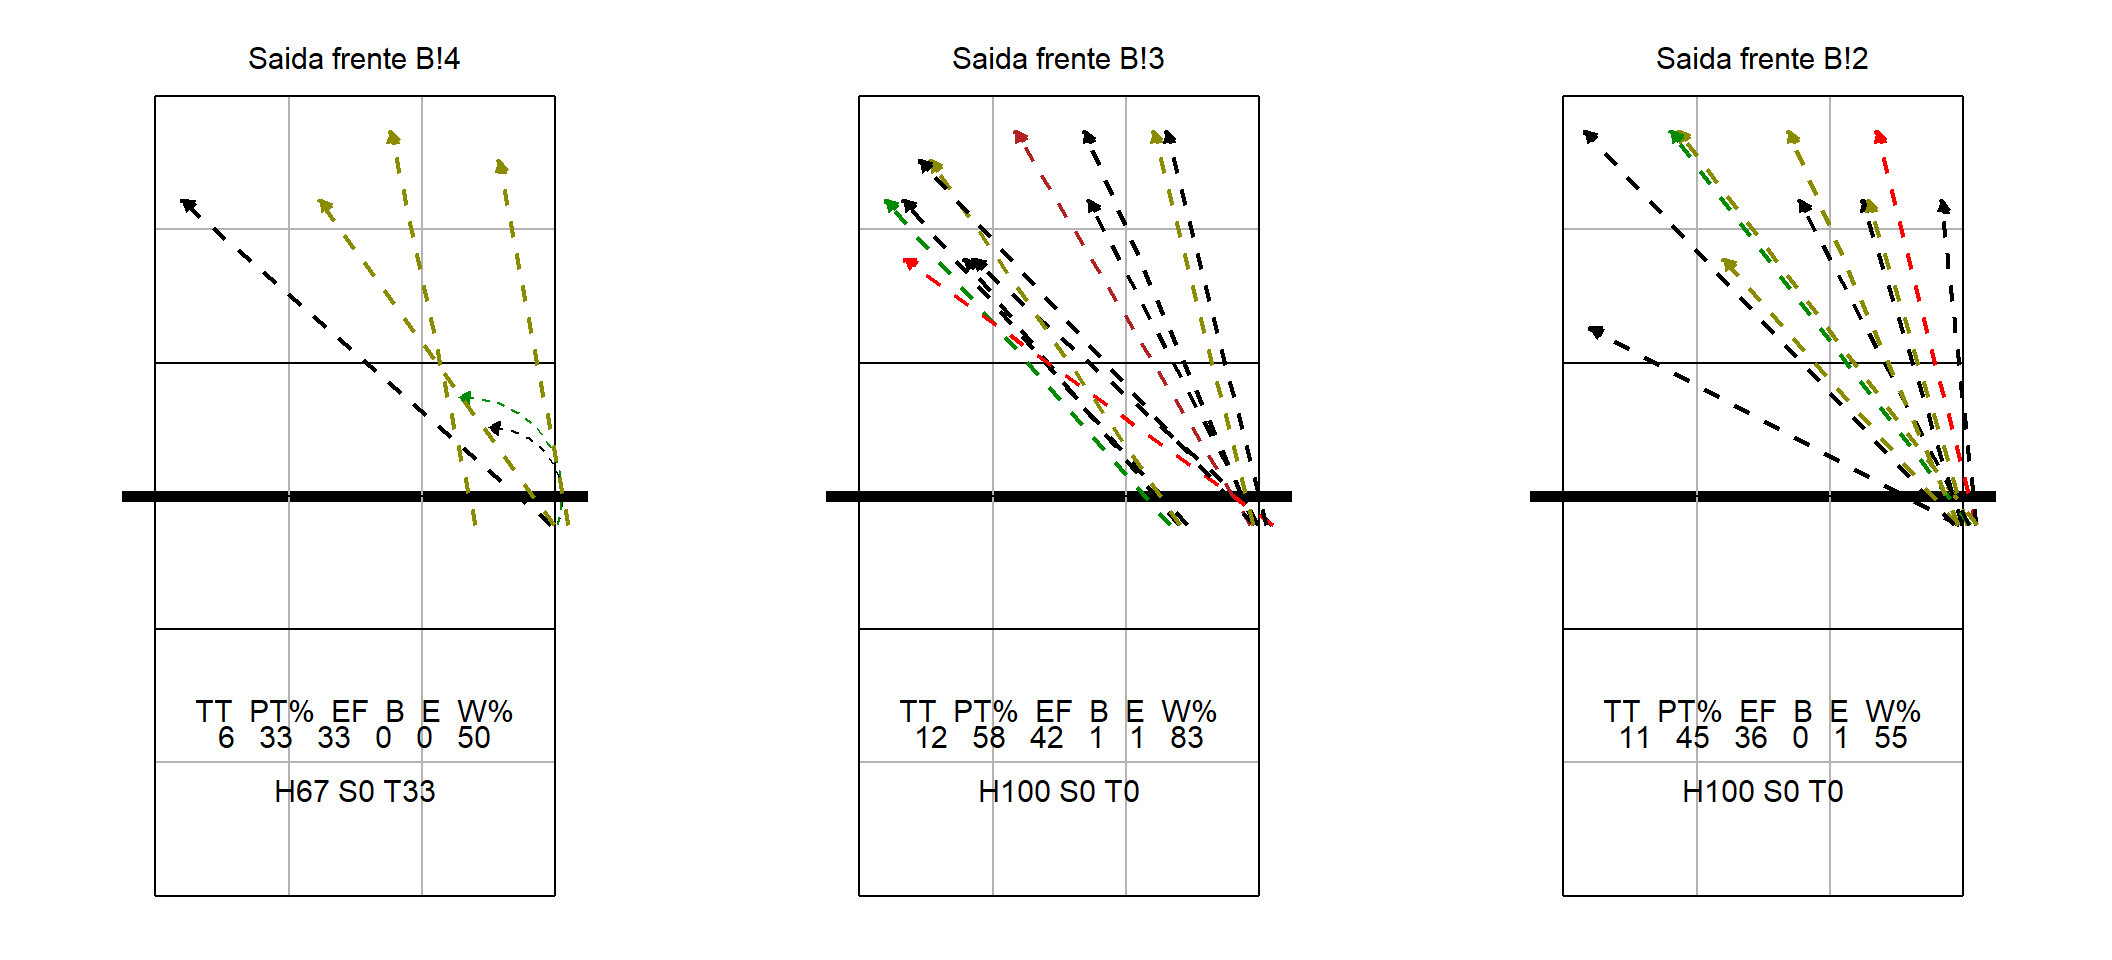 Saida frente B!4
TT PT% EF B E W%
6 33 33 0 0 50
H67 S0 T33
Saida frente B!3
TT PT% EF B E W%
12 58 42 1 1 83
H100 S0 T0
Saida frente B!2
TT PT% EF B E W%
11 45 36 0 1 55
H100 S0 T0